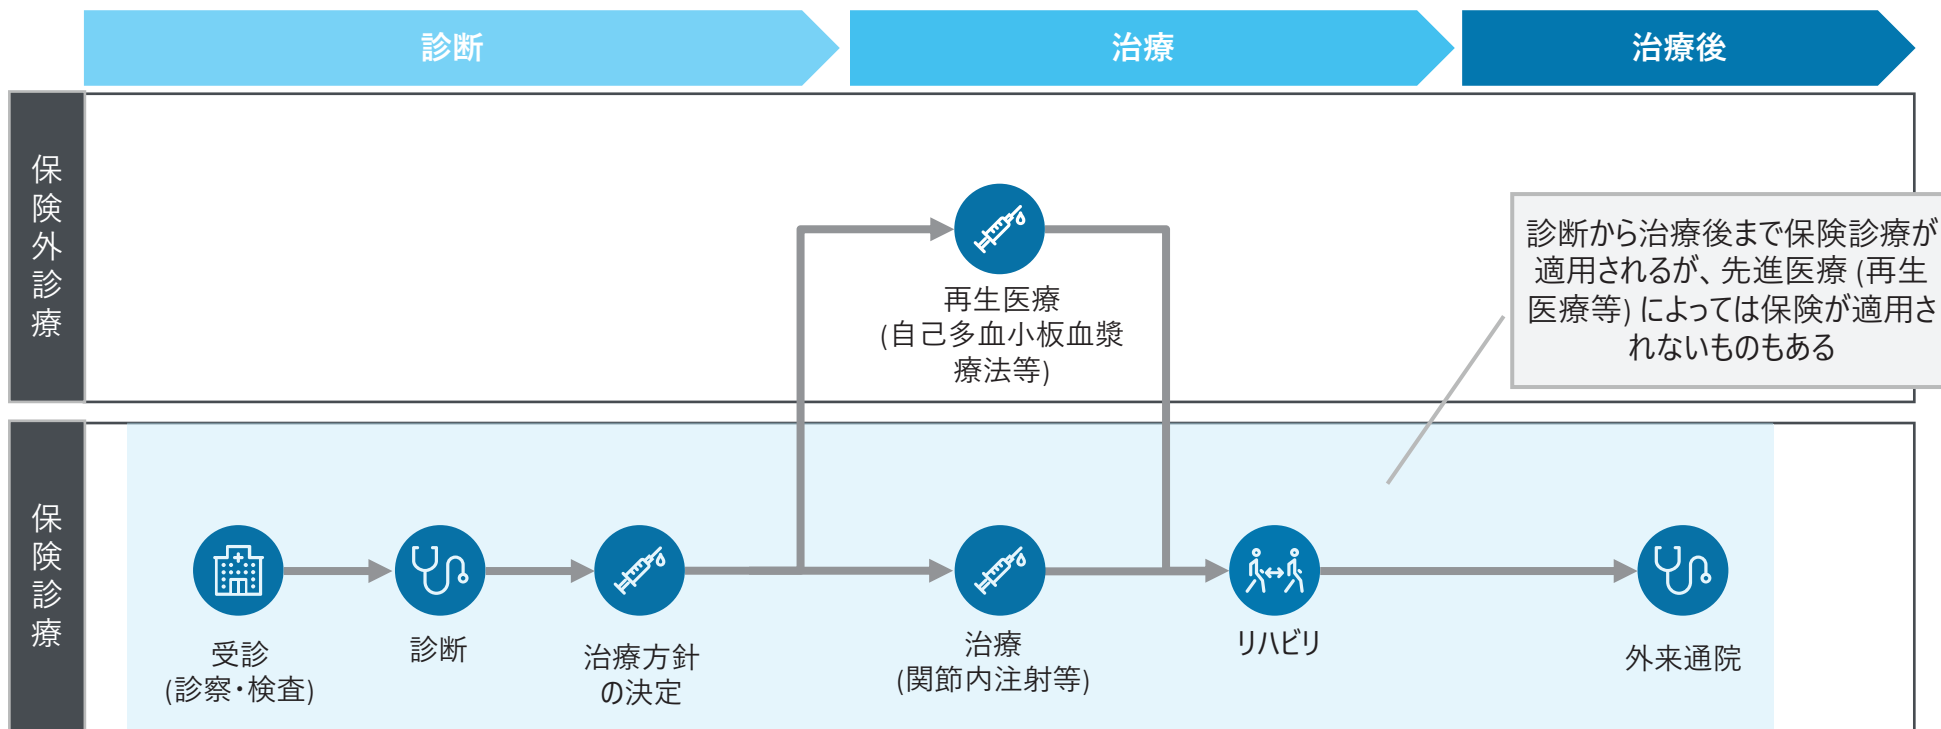 診断
治療
治療後
保険外診療
再生医療
(自己多血小板血漿
療法等)
診断から治療後まで保険診療が
適用されるが、先進医療 (再生
医療等) によっては保険が適用さ
れないものもある
保険診療
受診
(診察・検査)
診断
治療方針
の決定
治療
(関節内注射等)
リハビリ
外来通院